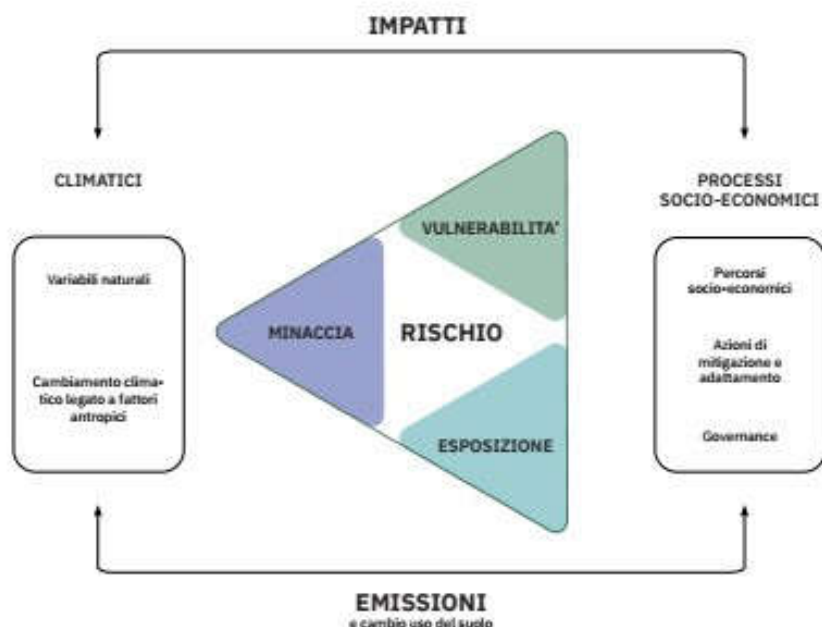 IMPATTI
CLIMATICI
Variabili naturali
Cambiamento clima-
tico legato a fattori
antropici
VULNERABILITA'
MINACCIA
RISCHIO
ESPOSIZIONE
PROCESSI
SOCIO-ECONOMICI
Percorsi
socio-economici
Azioni di
mitigazione e
adattamento
Governance
EMISSIONI
e cambio uso del suolo